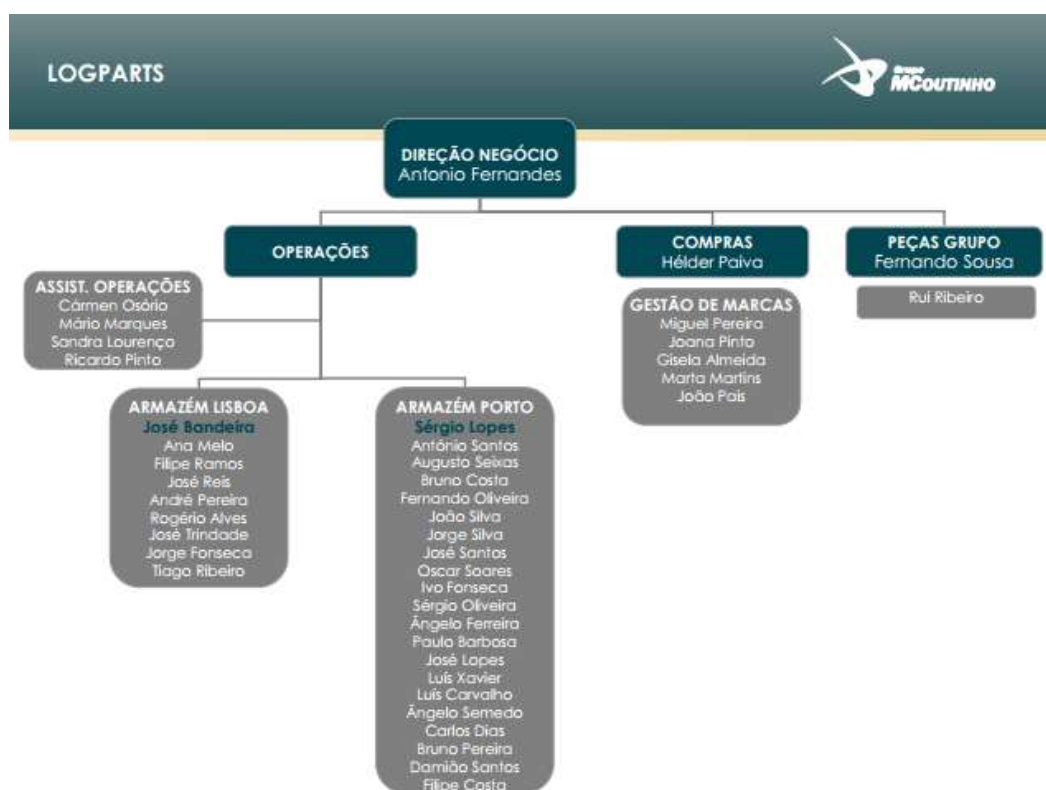 LOGPARTS
Grupo
MCOUTINHO
DIREÇÃO NEGÓCIO
Antonio Fernandes
OPERAÇÕES
COMPRAS
Hélder Paiva
PEÇAS GRUPO
Fernando Sousa
ASSIST. OPERAÇÕES
Cármen Osório
Mário Marques
Sandra Lourenço
Ricardo Pinto
GESTÃO DE MARCAS
Miguel Pereira
Joana Pinto
Gisela Almeida
Marta Martins
João Pais
Rui Ribeiro
ARMAZÉM LISBOA
José Bandeira
Ana Melo
Filipe Ramos
José Reis
André Pereira
Rogério Alves
José Trindade
Jorge Fonseca
Tiago Ribeiro
ARMAZÉM PORTO
Sérgio Lopes
António Santos
Augusto Seixas
Bruno Costa
Fernando Oliveira
João Silva
Jorge Silva
José Santos
Óscar Soares
Ivo Fonseca
Sérgio Oliveira
Ângelo Ferreira
Paulo Barbosa
José Lopes
Luís Xavier
Luís Carvalho
Ângelo Semedo
Carlos Dias
Bruno Pereira
Damião Santos
Filipe Costa